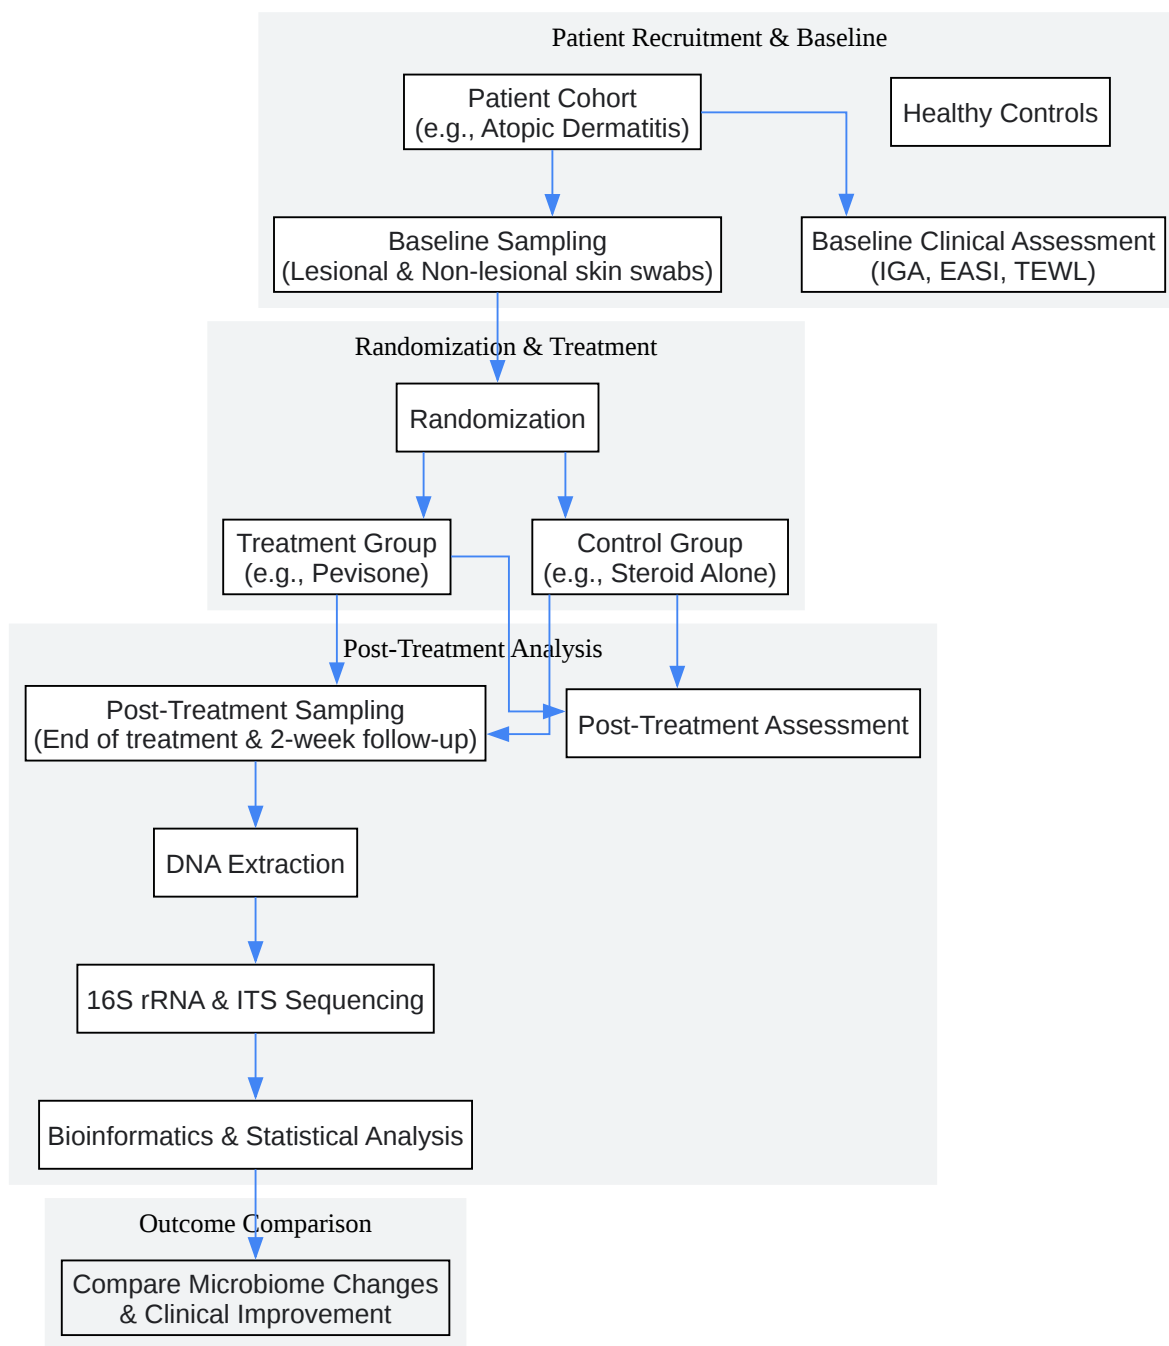 Patient Recruitment & Baseline
Patient Cohort
(e.g., Atopic Dermatitis)
Healthy Controls
Baseline Sampling
(Lesional & Non-lesional skin swabs)
Baseline Clinical Assessment
(IGA, EASI, TEWL)
Randomization & Treatment
Randomization
Treatment Group
(e.g., Pevisone)
Control Group
(e.g., Steroid Alone)
Post-Treatment Analysis
Post-Treatment Sampling
(End of treatment & 2-week follow-up)
Post-Treatment Assessment
DNA Extraction
16S rRNA & ITS Sequencing
Bioinformatics & Statistical Analysis
Outcome Comparison
Compare Microbiome Changes
& Clinical Improvement